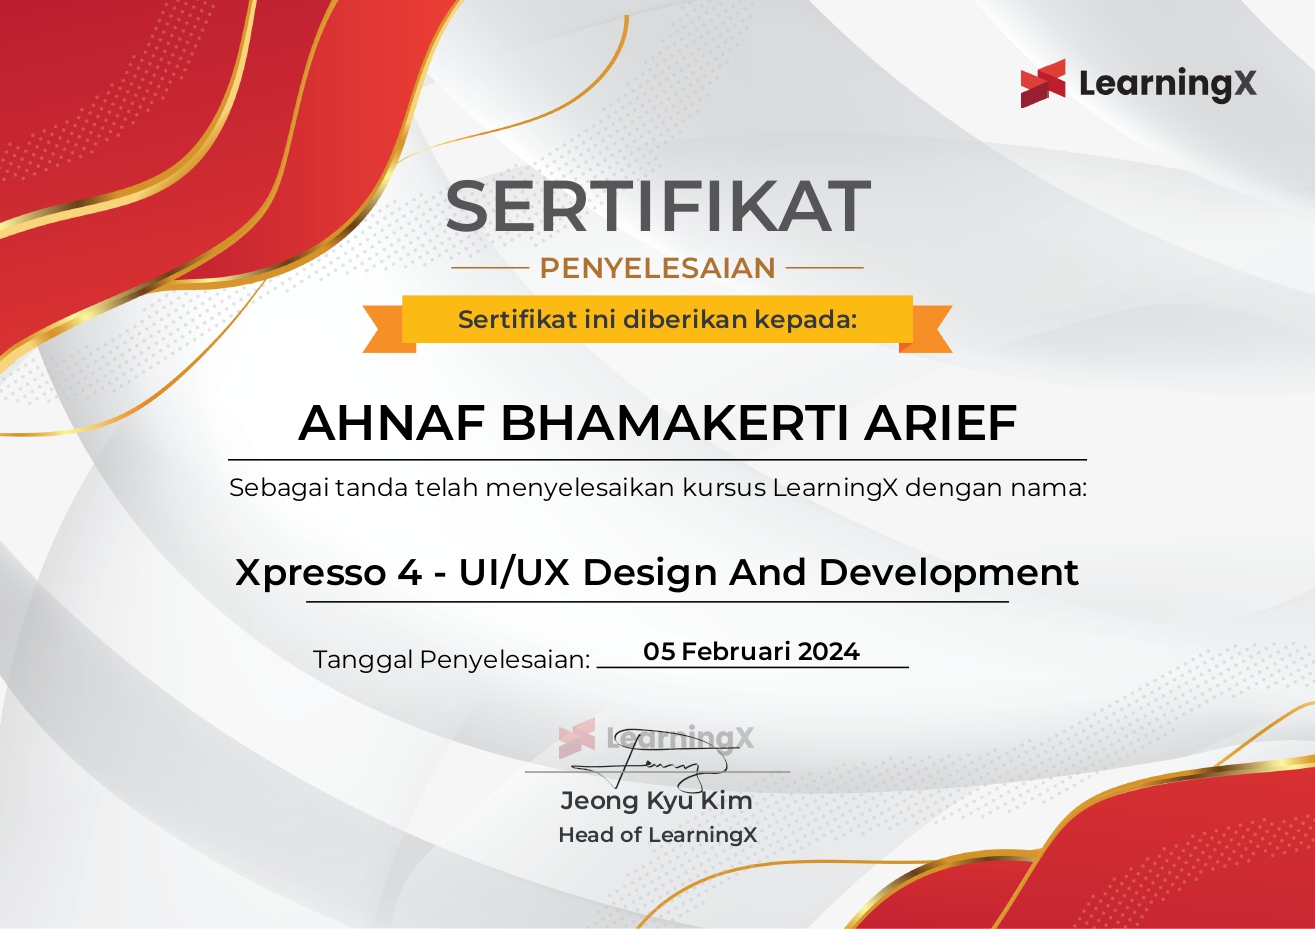 LearningX
SERTIFIKAT
PENYELESAIAN
Sertifikat ini diberikan kepada:
AHNAF BHAMAKERTI ARIEF
Sebagai tanda telah menyelesaikan kursus LearningX dengan nama:
Xpresso 4 - UI/UX Design And Development
Tanggal Penyelesaian: 05 Februari 2024
LearningX
Jeong Kyu Kim
Head of LearningX